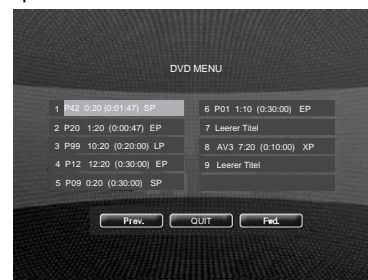 DVD MENU
1 P42 0:20 (0:01:47) SP
2 P20 1:20 (0:00:47) EP
3 P99 10:20 (0:20:00) LP
4 P12 12:20 (0:30:00) EP
5 P09 0:20 (0:30:00) SP
6 P01 1:10 (0:30:00) EP
7 Leerer Titel
8 AV3 7:20 (0:10:00) XP
9 Leerer Titel
Prev. QUIT Fwd.